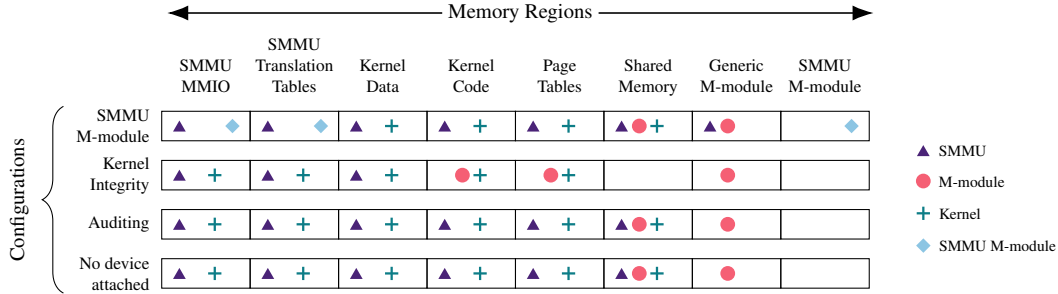 Memory Regions
SMMU
MMIO
SMMU
Translation
Tables
Kernel
Data
Kernel
Code
Page
Tables
Shared
Memory
Generic
M-module
SMMU
M-module
Configurations
SMMU
M-module
Kernel
Integrity
Auditing
No device
attached
SMMU
M-module
Kernel
SMMU M-module